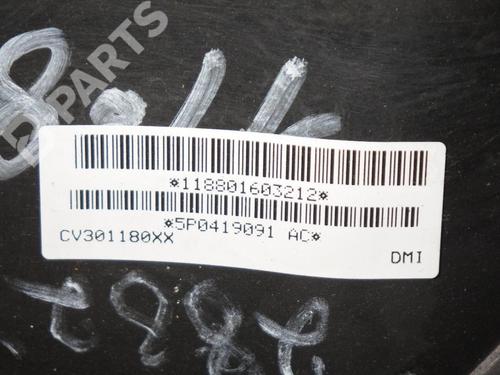 B-PARTS
*118801603212*
*5P0419091 AC*
CV301180XX
DMI